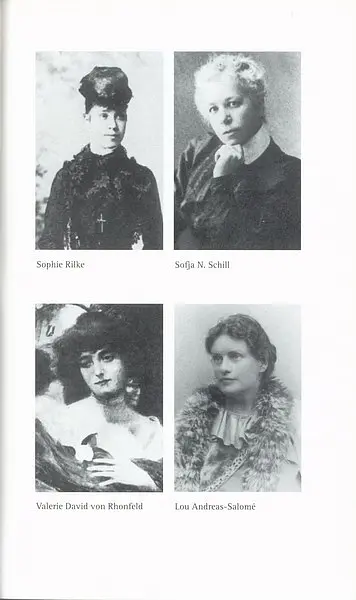 Sophie Rilke
Sofja N. Schill
Valerie David von Rhonfeld
Lou Andreas-Salomé